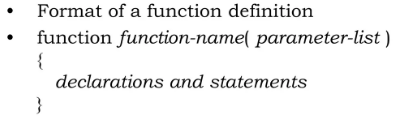 • Format of a function definition
• function function-name( parameter-list )
{
declarations and statements
}